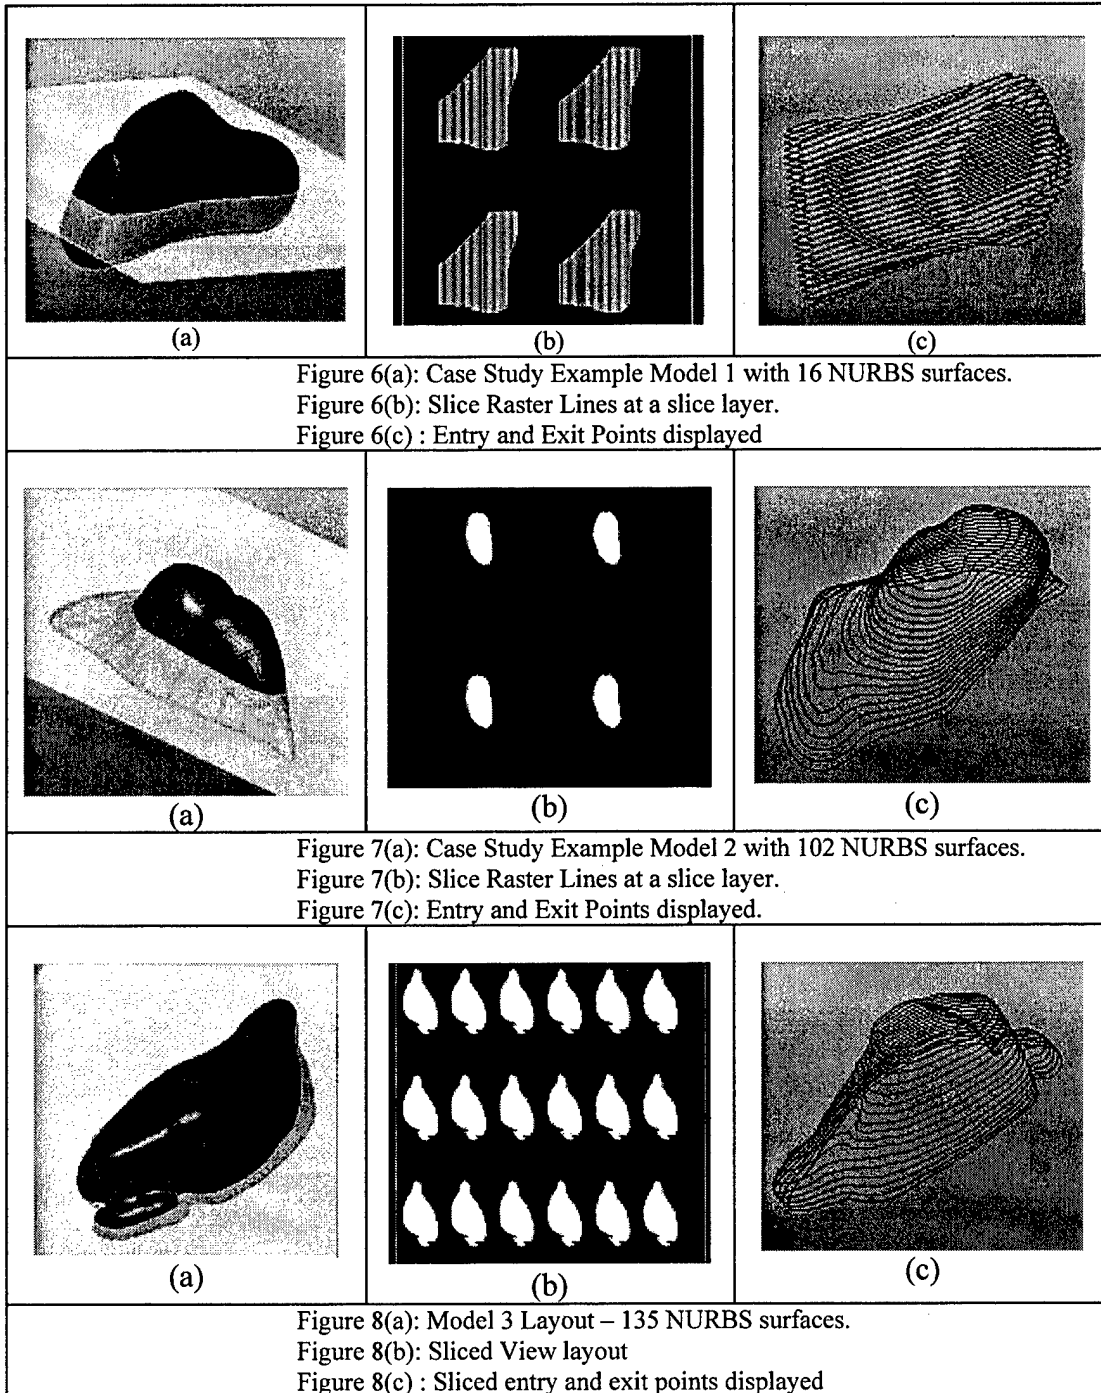 (a)
(b)
(c)
Figure 6(a): Case Study Example Model 1 with 16 NURBS surfaces.
Figure 6(b): Slice Raster Lines at a slice layer.
Figure 6(c) : Entry and Exit Points displayed
(a)
(b)
(c)
Figure 7(a): Case Study Example Model 2 with 102 NURBS surfaces.
Figure 7(b): Slice Raster Lines at a slice layer.
Figure 7(c): Entry and Exit Points displayed.
(a)
(b)
(c)
Figure 8(a): Model 3 Layout – 135 NURBS surfaces.
Figure 8(b): Sliced View layout
Figure 8(c) : Sliced entry and exit points displayed